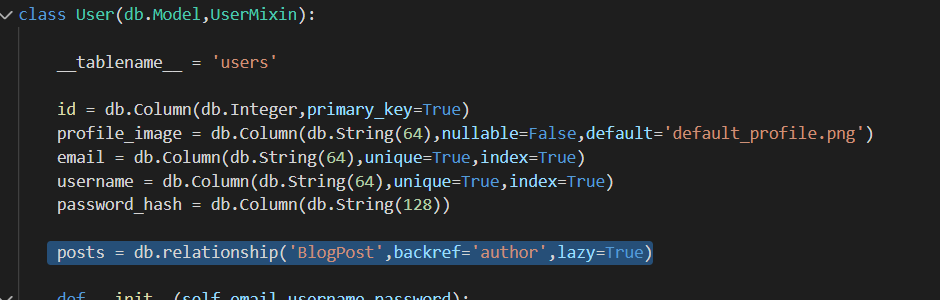 class User(db.Model,UserMixin):
__tablename__ = 'users'
id = db.Column(db.Integer,primary_key=True)
profile_image = db.Column(db.String(64),nullable=False,default='default_profile.png')
email = db.Column(db.String(64),unique=True,index=True)
username = db.Column(db.String(64),unique=True,index=True)
password_hash = db.Column(db.String(128))
posts = db.relationship('BlogPost',backref='author',lazy=True)
def __init__(self,email,username,password):